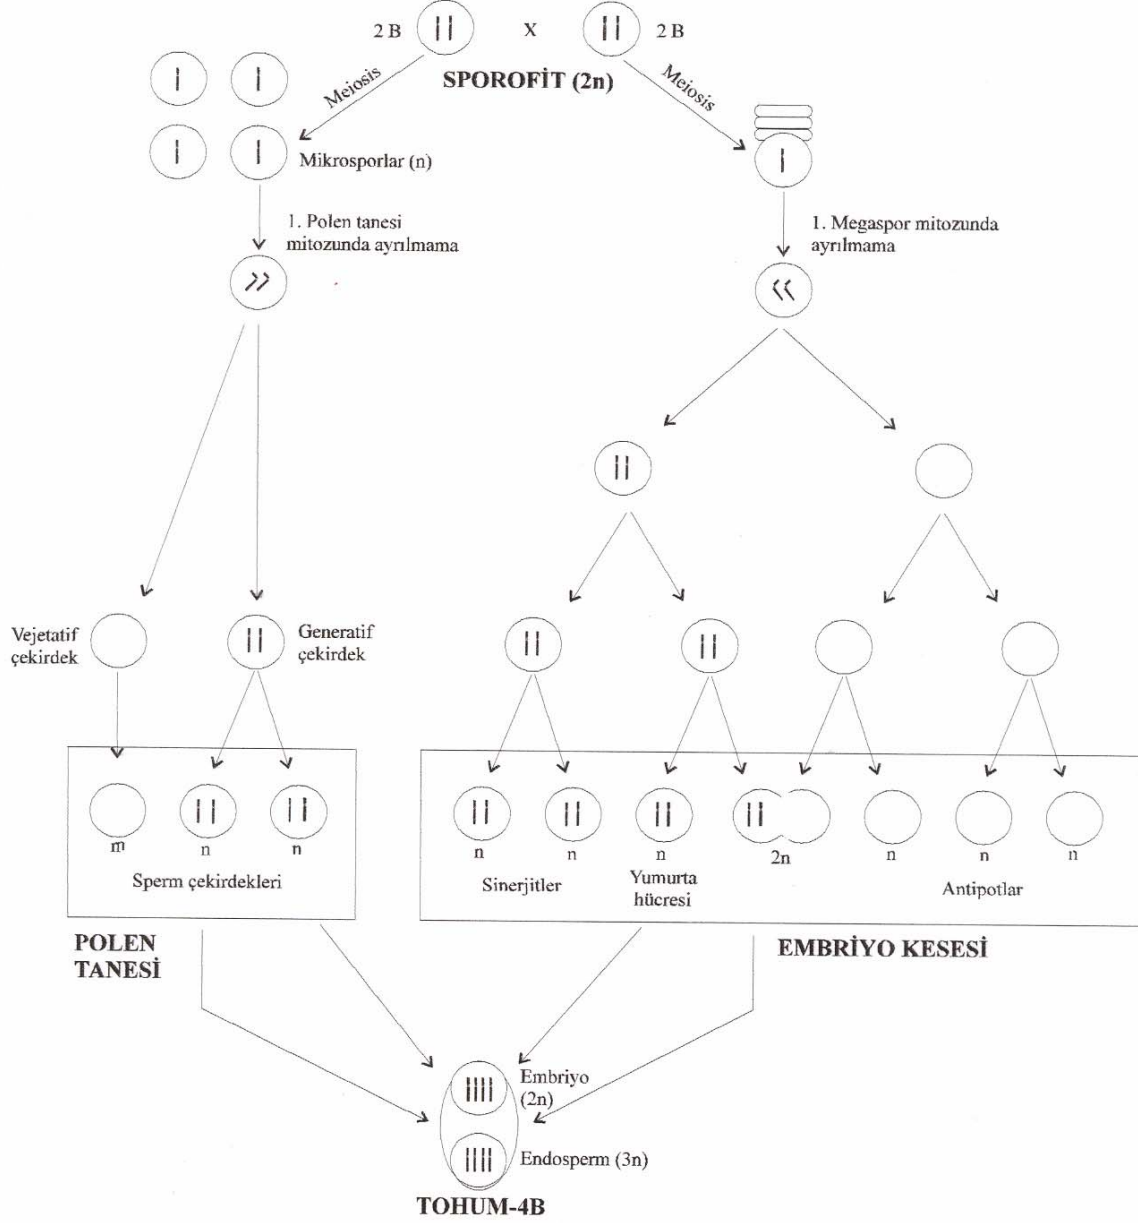 2 B X 2 B
SPOROFİT (2n)
Meiosis
Meiosis
Mikrosporlar (n)
1. Polen tanesi
mitozunda ayrılmama
1. Megaspor mitozunda
ayrılmama
Vejetatif
çekirdek
Generatif
çekirdek
m n n
Sperm çekirdekleri
n n n 2n n n n
Sinerjitler
Yumurta
hücresi
Antipotlar
POLEN
TANESİ
EMBRİYO KESESİ
Embriyo
(2n)
Endosperm (3n)
TOHUM-4B